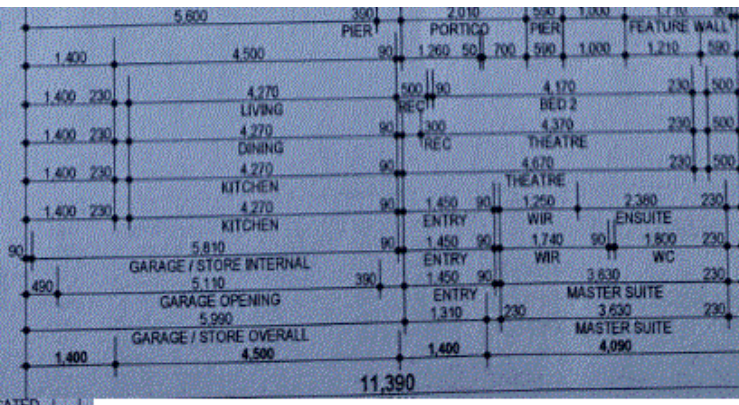 5,600 390 2,010 590 1,000 1,710
PIER PORTICO PIER FEATURE WALL
1,400 4,500 90 1,260 50 700 590 1,000 1,210 590
1,400 230 4,270 500 90 4,170 230 500
LIVING REC BED 2
1,400 230 4,270 90 300 4,370 230 500
DINING REC THEATRE
1,400 230 4,270 90 4,670 230 500
KITCHEN THEATRE
1,400 230 4,270 90 1,450 90 1,250 2,380 230
KITCHEN ENTRY WIR ENSUITE
90 5,810 90 1,450 90 1,740 90 1,800 230
GARAGE / STORE INTERNAL ENTRY WIR WC
490 5,110 390 1,450 90 3,630 230
GARAGE OPENING ENTRY MASTER SUITE
5,990 1,310 230 3,630 230
GARAGE / STORE OVERALL MASTER SUITE
1,400 4,500 1,400 4,090
11,390